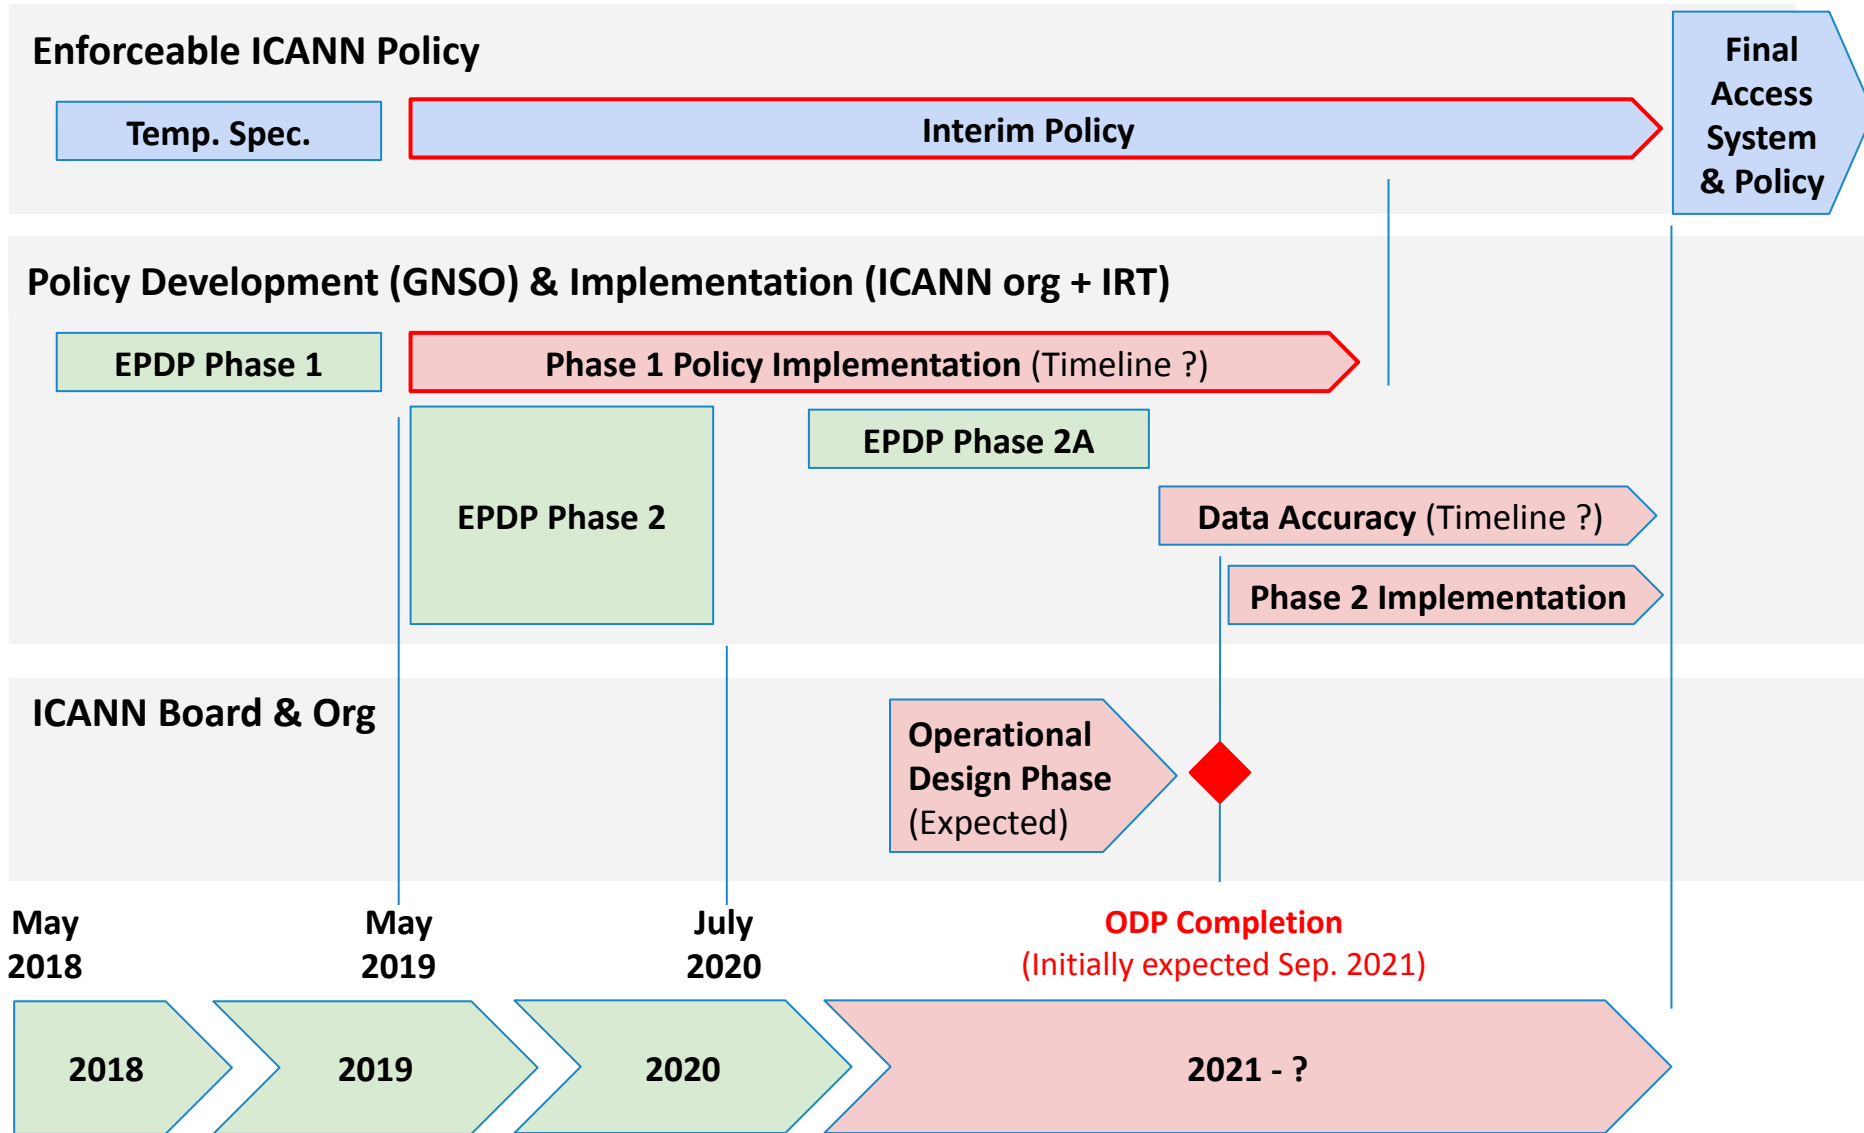 Enforceable ICANN Policy
Temp. Spec.
Interim Policy
Final
Access
System
& Policy
Policy Development (GNSO) & Implementation (ICANN org + IRT)
EPDP Phase 1
Phase 1 Policy Implementation (Timeline ?)
EPDP Phase 2
EPDP Phase 2A
Data Accuracy (Timeline ?)
Phase 2 Implementation
ICANN Board & Org
Operational
Design Phase
(Expected)
May
2018
May
2019
July
2020
ODP Completion
(Initially expected Sep. 2021)
2018
2019
2020
2021 - ?